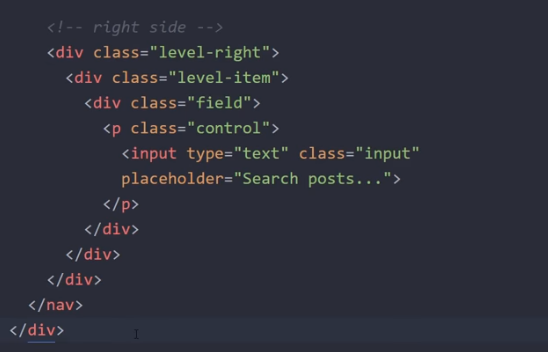 <!-- right side -->
<div class="level-right">
<div class="level-item">
<div class="field">
<p class="control">
<input type="text" class="input"
placeholder="Search posts...">
</p>
</div>
</div>
</div>
</nav>
</div>